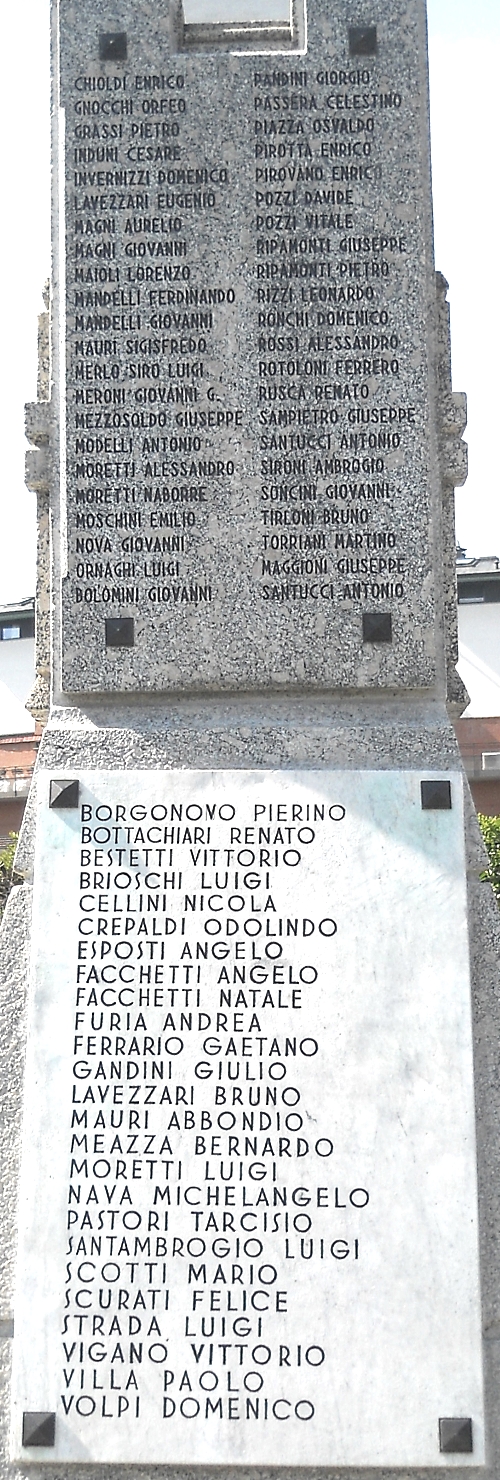 CHIOLDI ENRICO
GNOCCHI ORFEO
GRASSI PIETRO
INDUNI CESARE
INVERNIZZI DOMENICO
LAVEZZARI EUGENIO
MAGNI AURELIO
MAGNI GIOVANNI
MAIOLI LORENZO
MANDELLI FERDINANDO
MANDELLI GIOVANNI
MAURI SIGISFREDO
MERLO SIRO LUIGI
MERONI GIOVANNI G.
MEZZOSOLDO GIUSEPPE
MODELLI ANTONIO
MORETTI ALESSANDRO
MORETTI NABORRE
MOSCHINI EMILIO
NOVA GIOVANNI
ORNAGHI LUIGI
BOLOMINI GIOVANNI
PANDINI GIORGIO
PASSERA CELESTINO
PIAZZA OSVALDO
PIROTTA ENRICO
PIROVANO ENRICO
POZZI DAVIDE
POZZI VITALE
RIPAMONTI GIUSEPPE
RIPAMONTI PIETRO
RIZZI LEONARDO
RONCHI DOMENICO
ROSSI ALESSANDRO
ROTOLONI FERRERO
RUSCA RENATO
SAMPIETRO GIUSEPPE
SANTUCCI ANTONIO
SIRONI AMBROGIO
SONCINI GIOVANNI
TIRLONI BRUNO
TORRIANI MARTINO
MAGGIONI GIUSEPPE
SANTUCCI ANTONIO
BORGONOVO PIERINO
BOTTACHIARI RENATO
BESTETTI VITTORIO
BRIOSCHI LUIGI
CELLINI NICOLA
CREPALDI ODOLINDO
ESPOSTI ANGELO
FACCHETTI ANGELO
FACCHETTI NATALE
FURIA ANDREA
FERRARIO GAETANO
GANDINI GIULIO
LAVEZZARI BRUNO
MAURI ABBONDIO
MEAZZA BERNARDO
MORETTI LUIGI
NAVA MICHELANGELO
PASTORI TARCISIO
SANTAMBROGIO LUIGI
SCOTTI MARIO
SCURATI FELICE
STRADA LUIGI
VIGANO VITTORIO
VILLA PAOLO
VOLPI DOMENICO